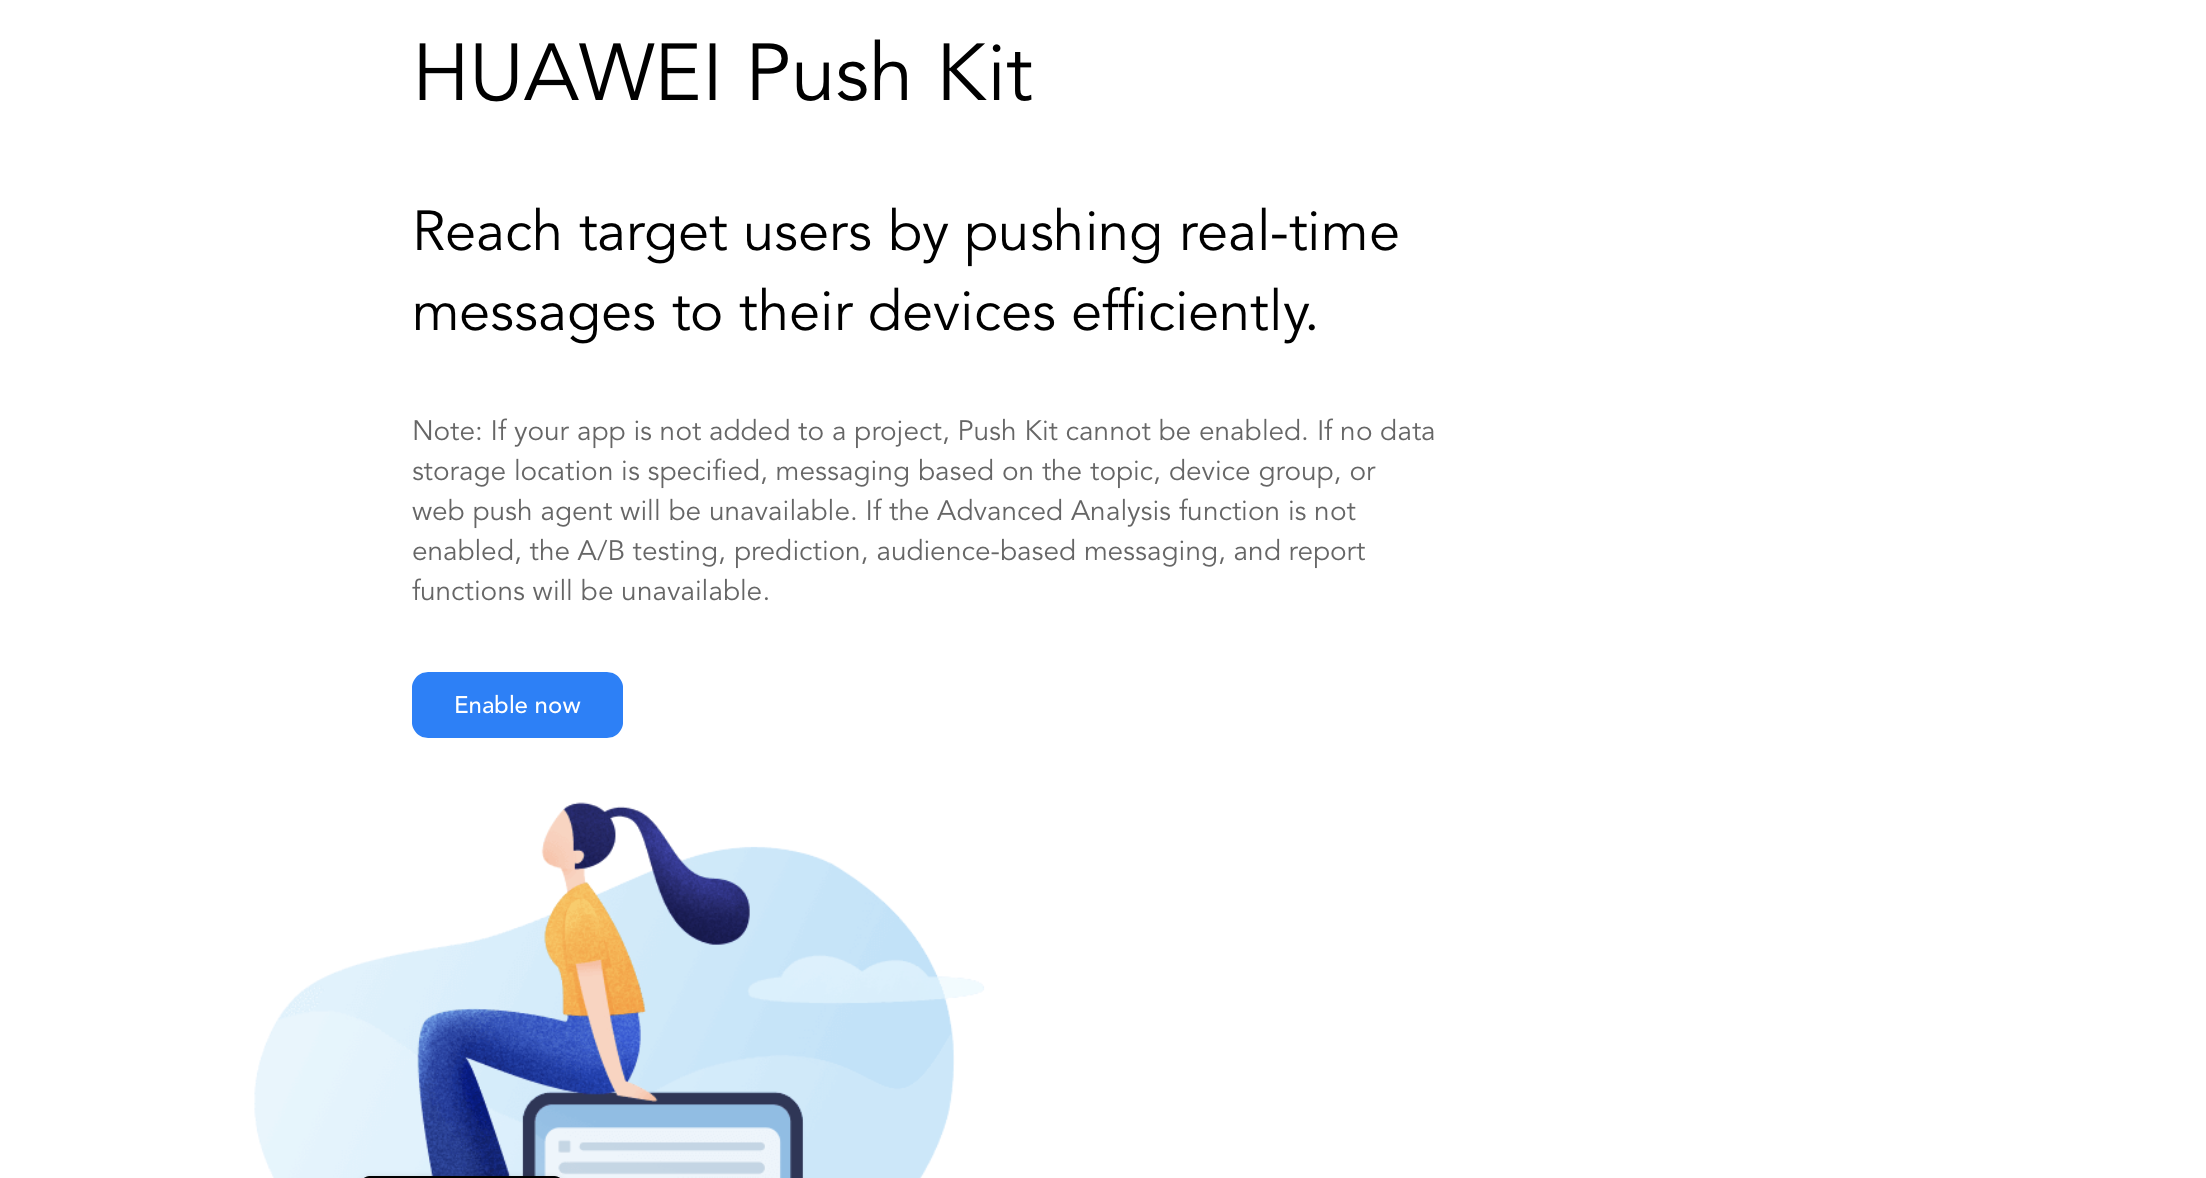 HUAWEI Push Kit
Reach target users by pushing real-time
messages to their devices efficiently.
Note: If your app is not added to a project, Push Kit cannot be enabled. If no data
storage location is specified, messaging based on the topic, device group, or
web push agent will be unavailable. If the Advanced Analysis function is not
enabled, the A/B testing, prediction, audience-based messaging, and report
functions will be unavailable.
Enable now